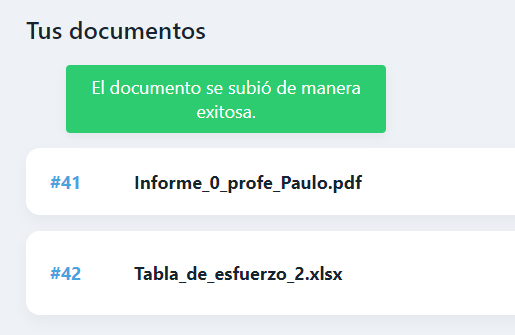 Tus documentos
El documento se subió de manera
exitosa.
#41 Informe_0_profe_Paulo.pdf
#42 Tabla_de_esfuerzo_2.xlsx